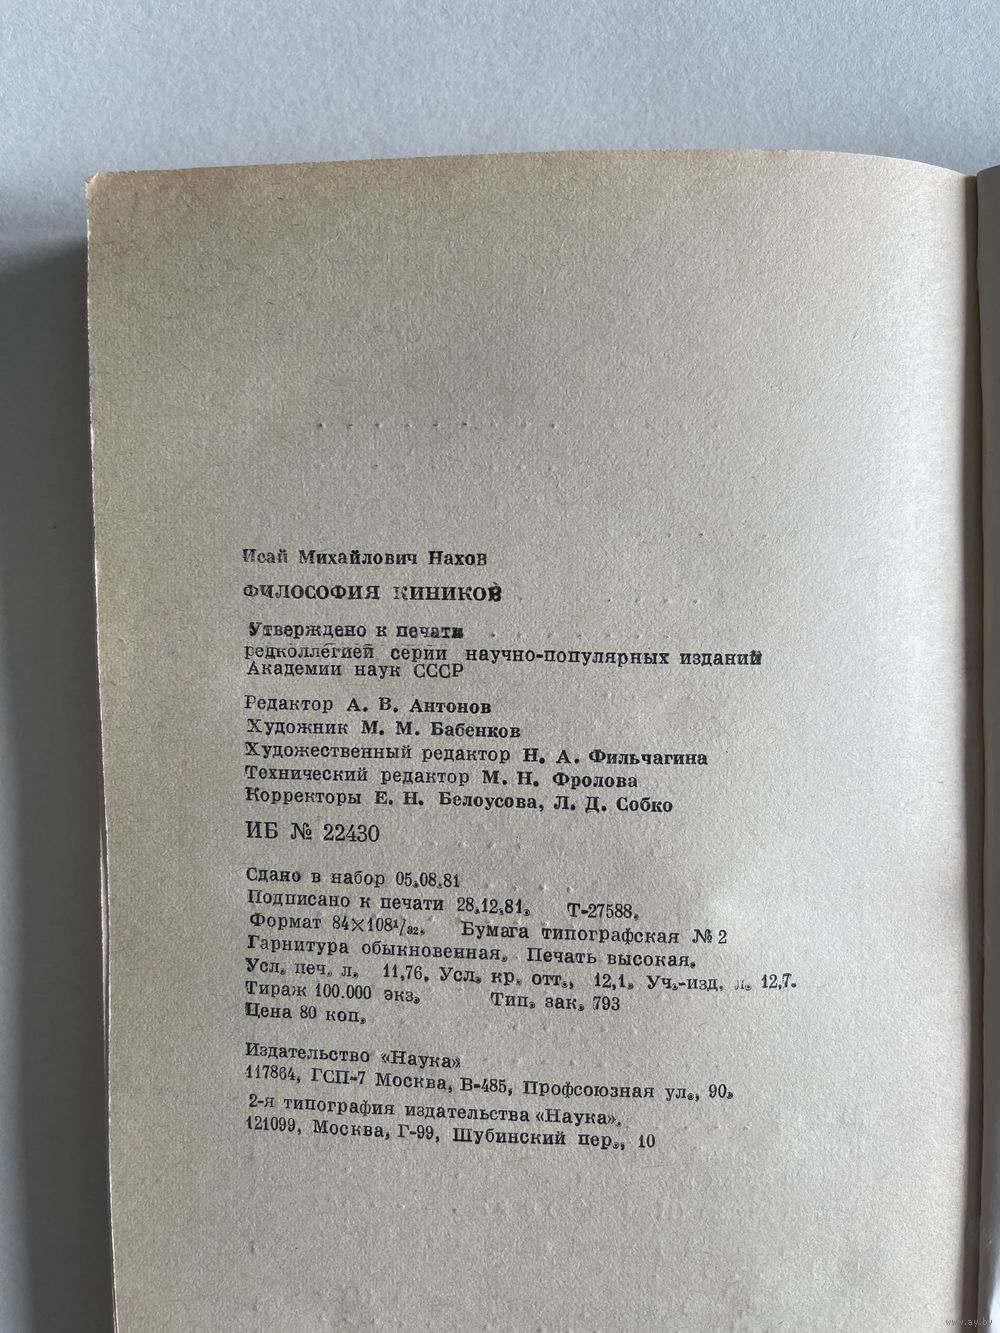 Исай Михайлович Нахов
ФИЛОСОФИЯ КИНИКОВ
Утверждено к печати
редколлегией серии научно-популярных изданий
Академии наук СССР
Редактор А. В. Антонов
Художник М. М. Бабенков
Художественный редактор Н. А. Фильчагина
Технический редактор М. Н. Фролова
Корректоры Е. Н. Белоусова, Л. Д. Собко
ИБ № 22430
Сдано в набор 05.08.81
Подписано к печати 28.12.81. Т-27588.
Формат 84×108¹/₃₂. Бумага типографская № 2
Гарнитура обыкновенная. Печать высокая.
Усл. печ. л. 11,76. Усл. кр. отт., 12,1. Уч.-изд. л. 12,7.
Тираж 100.000 экз. Тип. зак. 793
Цена 80 коп.
Издательство «Наука»
117864, ГСП-7 Москва, В-485, Профсоюзная ул., 90.
2-я типография издательства «Наука».
121099, Москва, Г-99, Шубинский пер., 10
www.ay.by